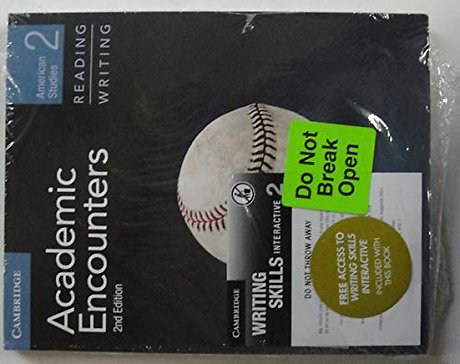 CAMBRIDGE
Academic
Encounters
2nd Edition
American
Studies
2
READING
WRITING
Do Not
Break
Open
CAMBRIDGE
WRITING
SKILLS
INTERACTIVE
2
DO NOT THROW AWAY
FREE ACCESS TO
WRITING SKILLS
INTERACTIVE
INCLUDED WITH
THIS BOOK